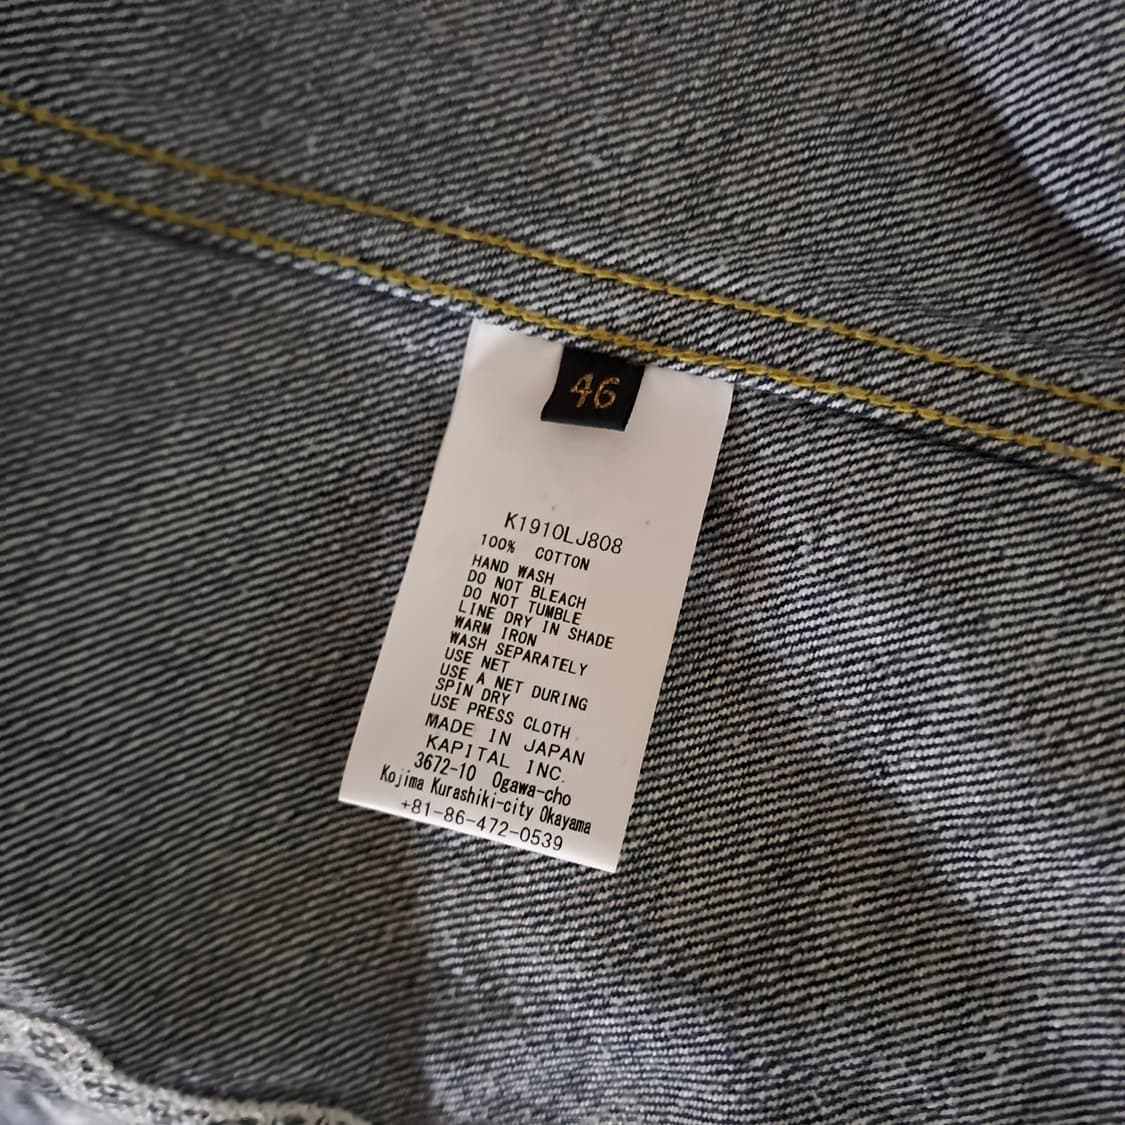 46
K1910LJ808
100% COTTON
HAND WASH
DO NOT BLEACH
DO NOT TUMBLE
LINE DRY IN SHADE
WARM IRON
WASH SEPARATELY
USE NET
USE A NET DURING
SPIN DRY
USE PRESS CLOTH
MADE IN JAPAN
KAPITAL INC.
3672-10 Ogawa-cho
Kojima Kurashiki-city Okayama
+81-86-472-0539